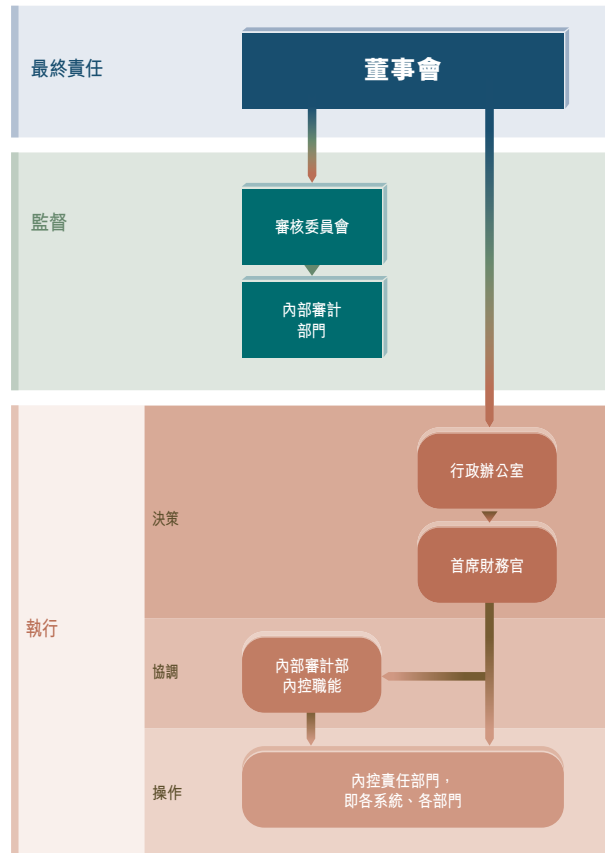 最終責任
董事會
監督
審核委員會
內部審計
部門
執行
決策
行政辦公室
首席財務官
協調
內部審計部
內控職能
操作
內控責任部門，
即各系統、各部門